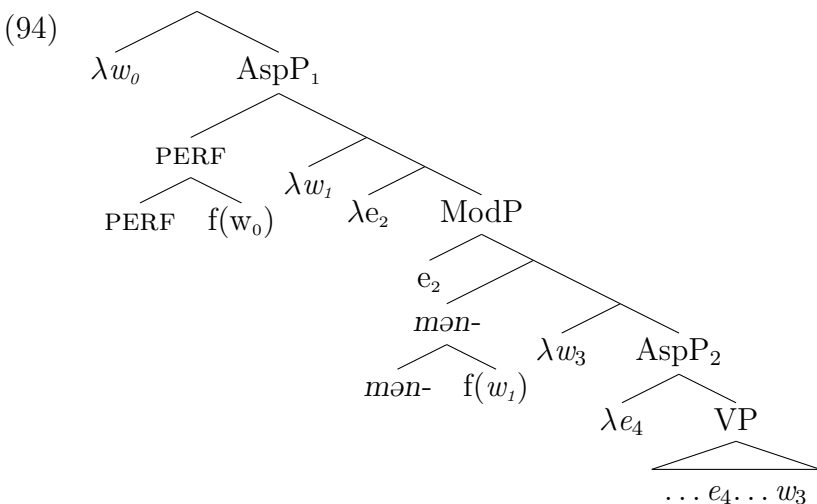 (94)
λw₀ AspP₁
PERF λw₁
PERF f(w₀) λe₂ ModP
e₂
mən- λw₃ AspP₂
mən- f(w₁) λe₄ VP
…e₄…w₃